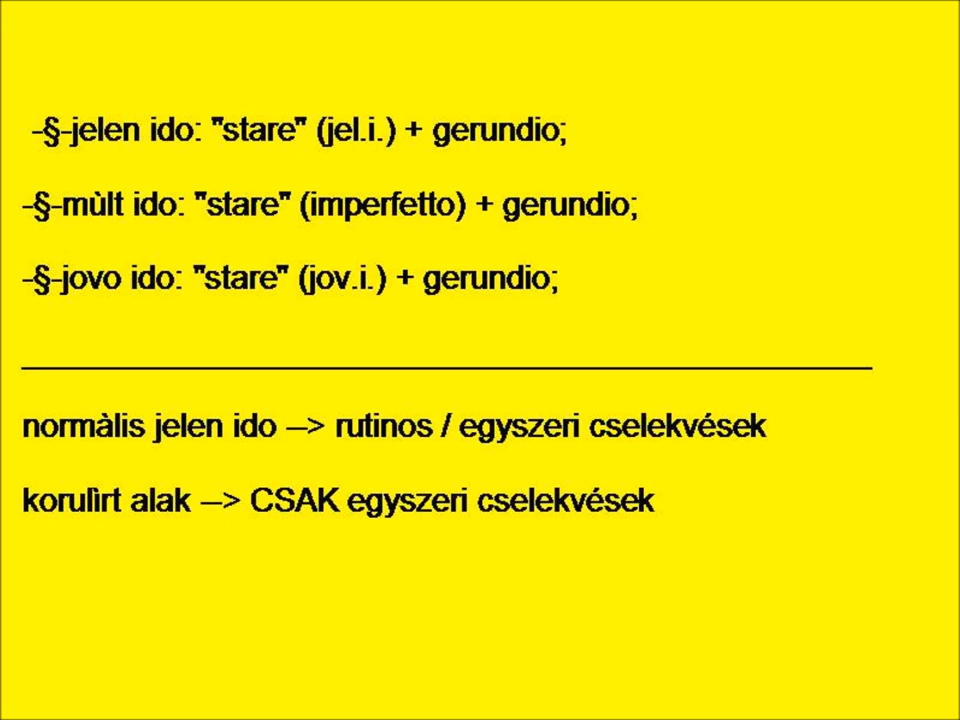 -§-jelen ido: "stare" (jel.i.) + gerundio;
-§-mùlt ido: "stare" (imperfetto) + gerundio;
-§-jovo ido: "stare" (jov.i.) + gerundio;
normàlis jelen ido --> rutinos / egyszeri cselekvések
korulìrt alak --> CSAK egyszeri cselekvések